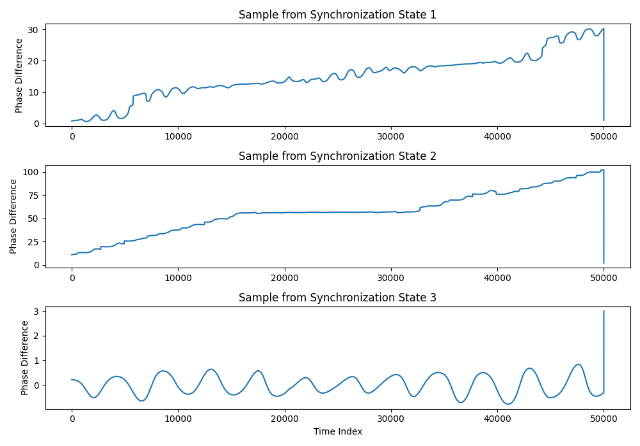 Sample from Synchronization State 1
Phase Difference
30
20
10
0
0 10000 20000 30000 40000 50000
Sample from Synchronization State 2
Phase Difference
100
75
50
25
0
0 10000 20000 30000 40000 50000
Sample from Synchronization State 3
Phase Difference
3
2
1
0
0 10000 20000 30000 40000 50000
Time Index